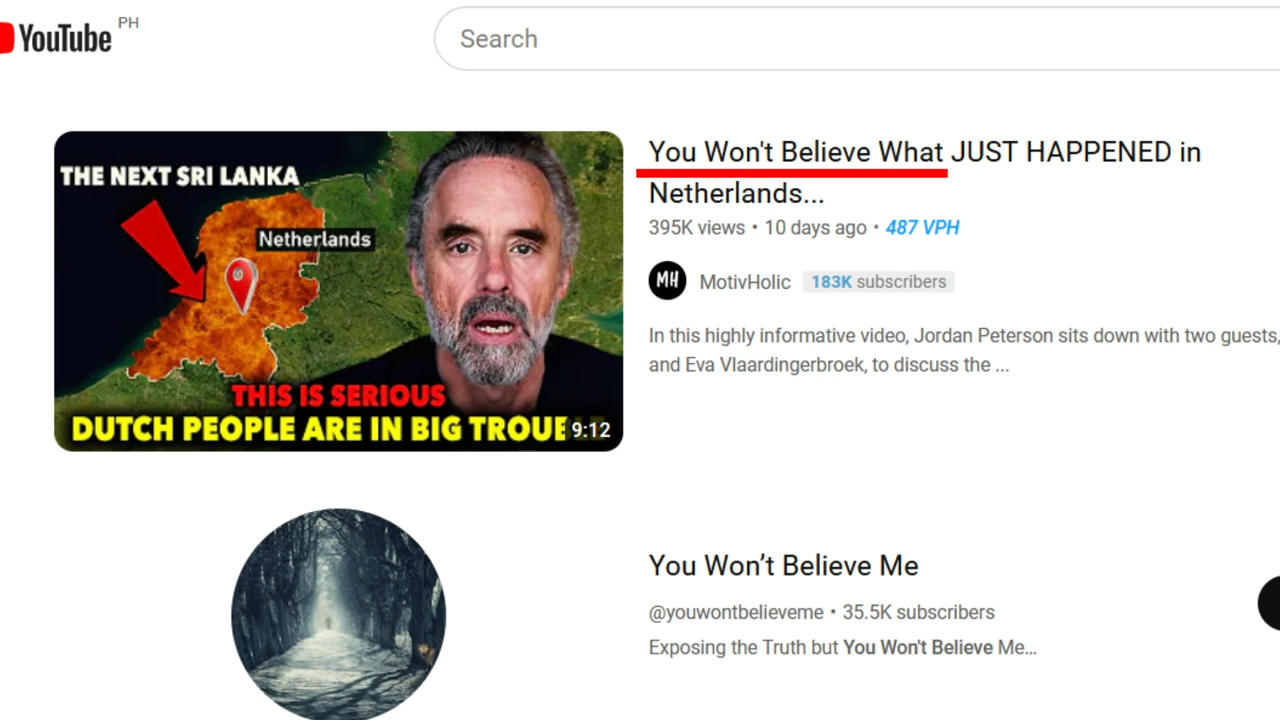 YouTube PH
Search
THE NEXT SRI LANKA
Netherlands
THIS IS SERIOUS
DUTCH PEOPLE ARE IN BIG TROUBLE
9:12
You Won't Believe What JUST HAPPENED in
Netherlands...
395K views • 10 days ago • 487 VPH
MH
MotivHolic 183K subscribers
In this highly informative video, Jordan Peterson sits down with two guests,
and Eva Vlaardingerbroek, to discuss the ...
You Won’t Believe Me
@youwontbelieveme • 35.5K subscribers
Exposing the Truth but You Won't Believe Me...